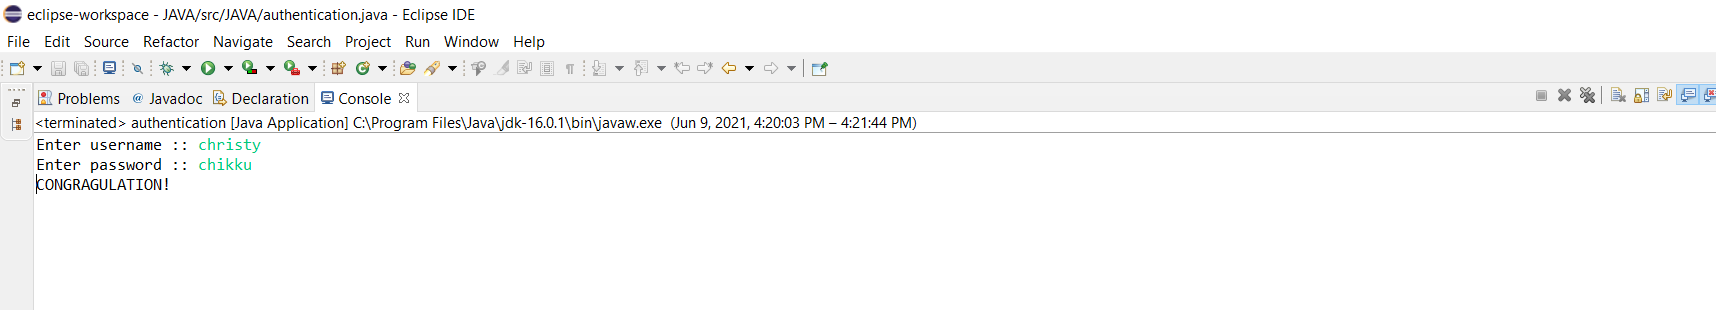 eclipse-workspace - JAVA/src/JAVA/authentication.java - Eclipse IDE
File Edit Source Refactor Navigate Search Project Run Window Help
Problems @ Javadoc Declaration Console
<terminated> authentication [Java Application] C:\Program Files\Java\jdk-16.0.1\bin\javaw.exe (Jun 9, 2021, 4:20:03 PM – 4:21:44 PM)
Enter username :: christy
Enter password :: chikku
CONGRAGULATION!